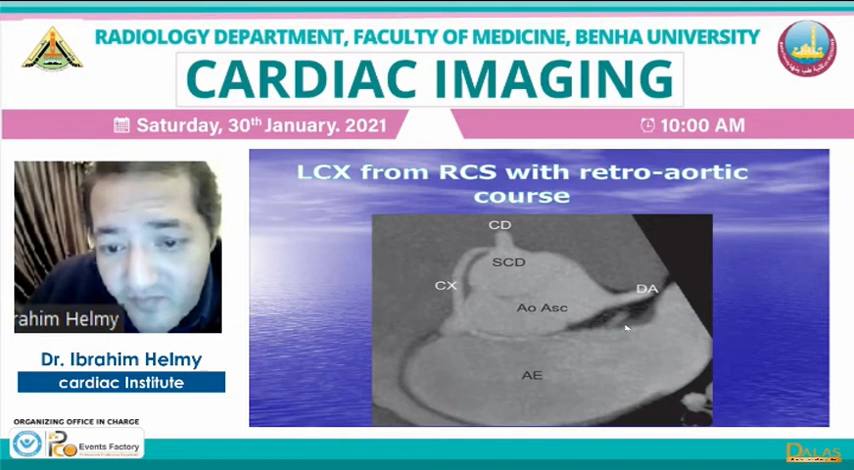 RADIOLOGY DEPARTMENT, FACULTY OF MEDICINE, BENHA UNIVERSITY
CARDIAC IMAGING
Saturday, 30th January. 2021
10:00 AM
LCX from RCS with retro-aortic
course
CD
SCD
CX
DA
Ao Asc
AE
rahim Helmy
Dr. Ibrahim Helmy
cardiac Institute
ORGANIZING OFFICE IN CHARGE
Events Factory